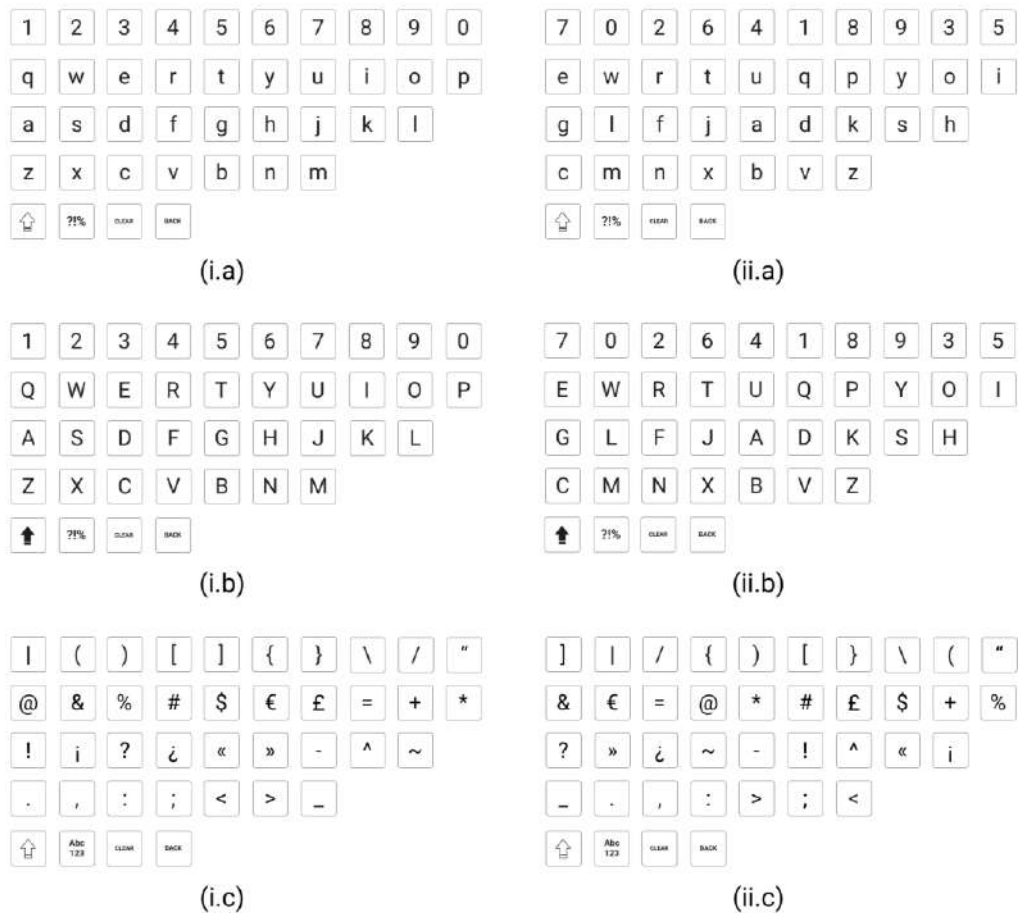 1 2 3 4 5 6 7 8 9 0
q w e r t y u i o p
a s d f g h j k l
z x c v b n m
?!% CLEAR BACK
(i.a)
7 0 2 6 4 1 8 9 3 5
e w r t u q p y o i
g l f j a d k s h
c m n x b v z
?!% CLEAR BACK
(ii.a)
1 2 3 4 5 6 7 8 9 0
Q W E R T Y U I O P
A S D F G H J K L
Z X C V B N M
?!% CLEAR BACK
(i.b)
7 0 2 6 4 1 8 9 3 5
E W R T U Q P Y O I
G L F J A D K S H
C M N X B V Z
?!% CLEAR BACK
(ii.b)
| ( ) [ ] { } \ / "
@ & % # $ € £ = + *
! ¡ ? ¿ « » - ^ ~
. , : ; < > _
Abc 123 CLEAR BACK
(i.c)
] | / { ) [ } \ ( "
& € = @ * # £ $ + %
? » ¿ ~ - ! ^ « ¡
_ . , : > ; <
Abc 123 CLEAR BACK
(ii.c)